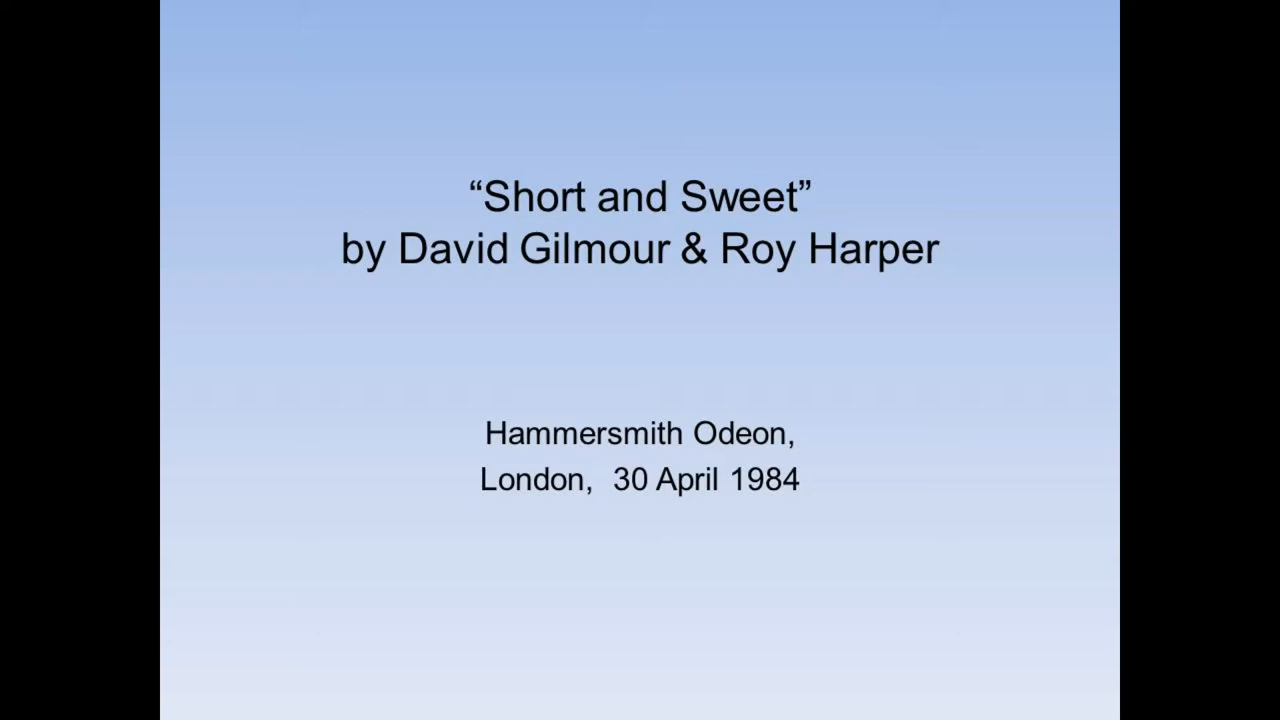 “Short and Sweet”
by David Gilmour & Roy Harper
Hammersmith Odeon,
London,  30 April 1984